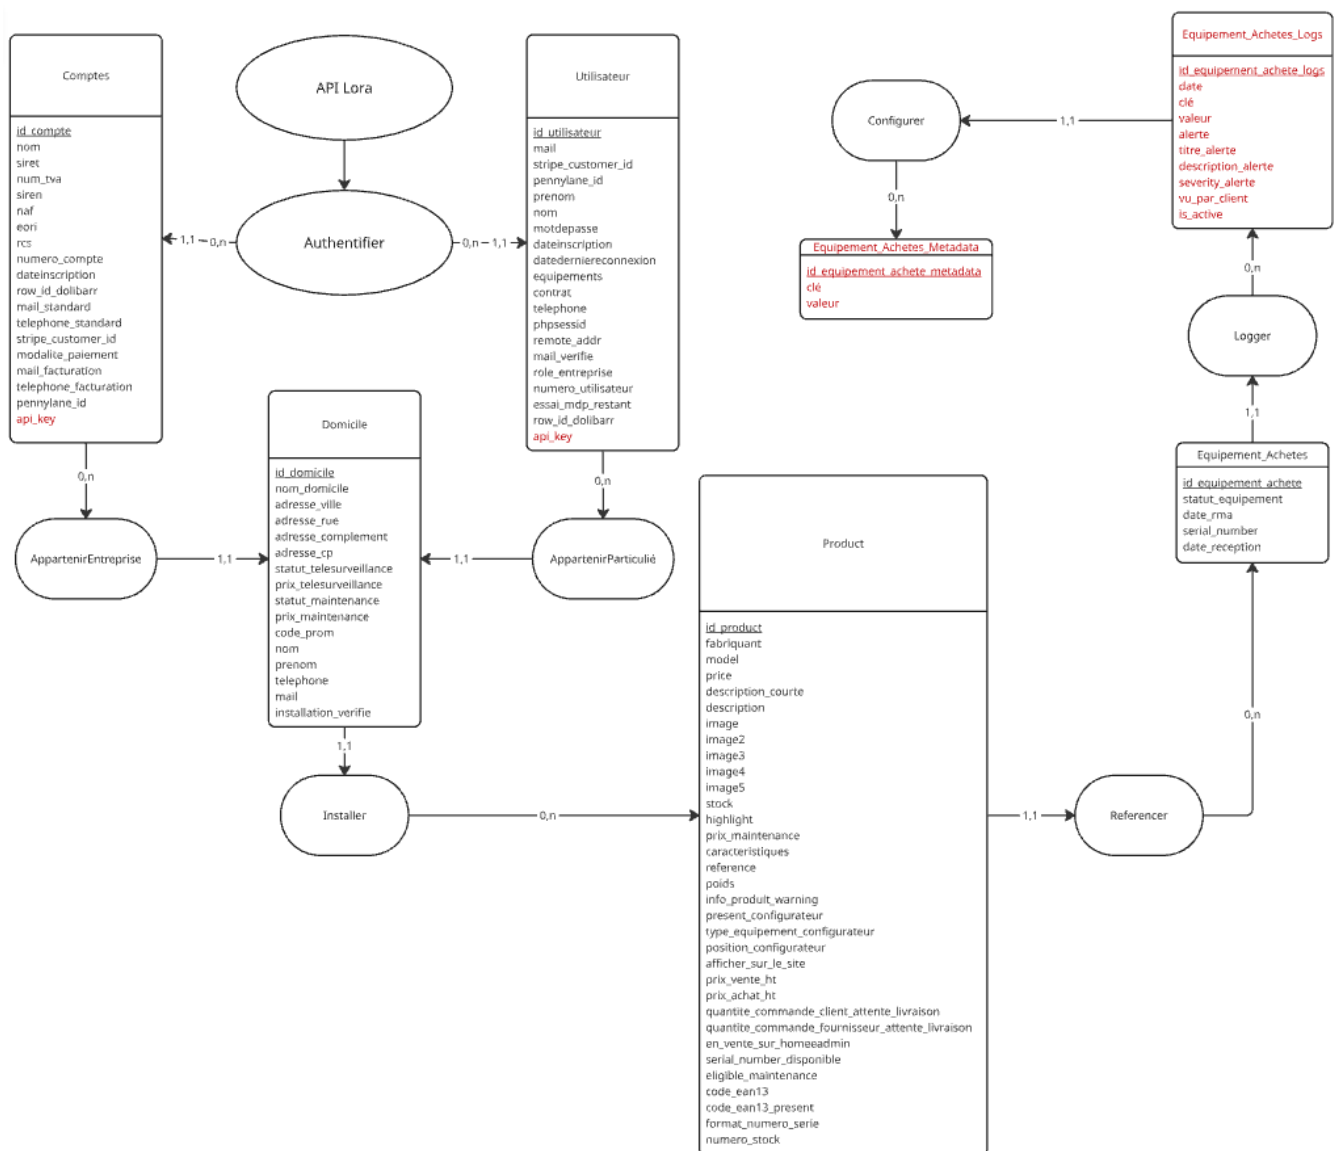 Comptes
id_compte
nom
siret
num_tva
siren
naf
eori
rcs
numero_compte
dateinscription
row_id_dolibarr
mail_standard
telephone_standard
stripe_customer_id
modalite_paiement
mail_facturation
telephone_facturation
pennylane_id
api_key
API Lora
Authentifier
1,1
0,n
0,n
1,1
Utilisateur
id_utilisateur
mail
stripe_customer_id
pennylane_id
prenom
nom
motdepasse
dateinscription
datederniereconnexion
equipements
contrat
telephone
phpsessid
remote_addr
mail_verifie
role_entreprise
numero_utilisateur
essai_mdp_restant
row_id_dolibarr
api_key
Configurer
1,1
0,n
Equipement_Achetes_Logs
id_equipement_achete_logs
date
clé
valeur
alerte
titre_alerte
description_alerte
severity_alerte
vu_par_client
is_active
Equipement_Achetes_Metadata
id_equipement_achete_metadata
clé
valeur
0,n
Logger
1,1
Equipement_Achetes
id_equipement_achete
statut_equipement
date_rma
serial_number
date_reception
0,n
AppartenirEntreprise
1,1
Domicile
id_domicile
nom_domicile
adresse_ville
adresse_rue
adresse_complement
adresse_cp
statut_telesurveillance
prix_telesurveillance
statut_maintenance
prix_maintenance
code_prom
nom
prenom
telephone
mail
installation_verifie
0,n
1,1
AppartenirParticulié
1,1
Installer
0,n
Product
id_product
fabriquant
model
price
description_courte
description
image
image2
image3
image4
image5
stock
highlight
prix_maintenance
caracteristiques
reference
poids
info_produit_warning
present_configurateur
type_equipement_configurateur
position_configurateur
afficher_sur_le_site
prix_vente_ht
prix_achat_ht
quantite_commande_client_attente_livraison
quantite_commande_fournisseur_attente_livraison
en_vente_sur_homeeadmin
serial_number_disponible
eligible_maintenance
code_ean13
code_ean13_present
format_numero_serie
numero_stock
1,1
Referencer
0,n